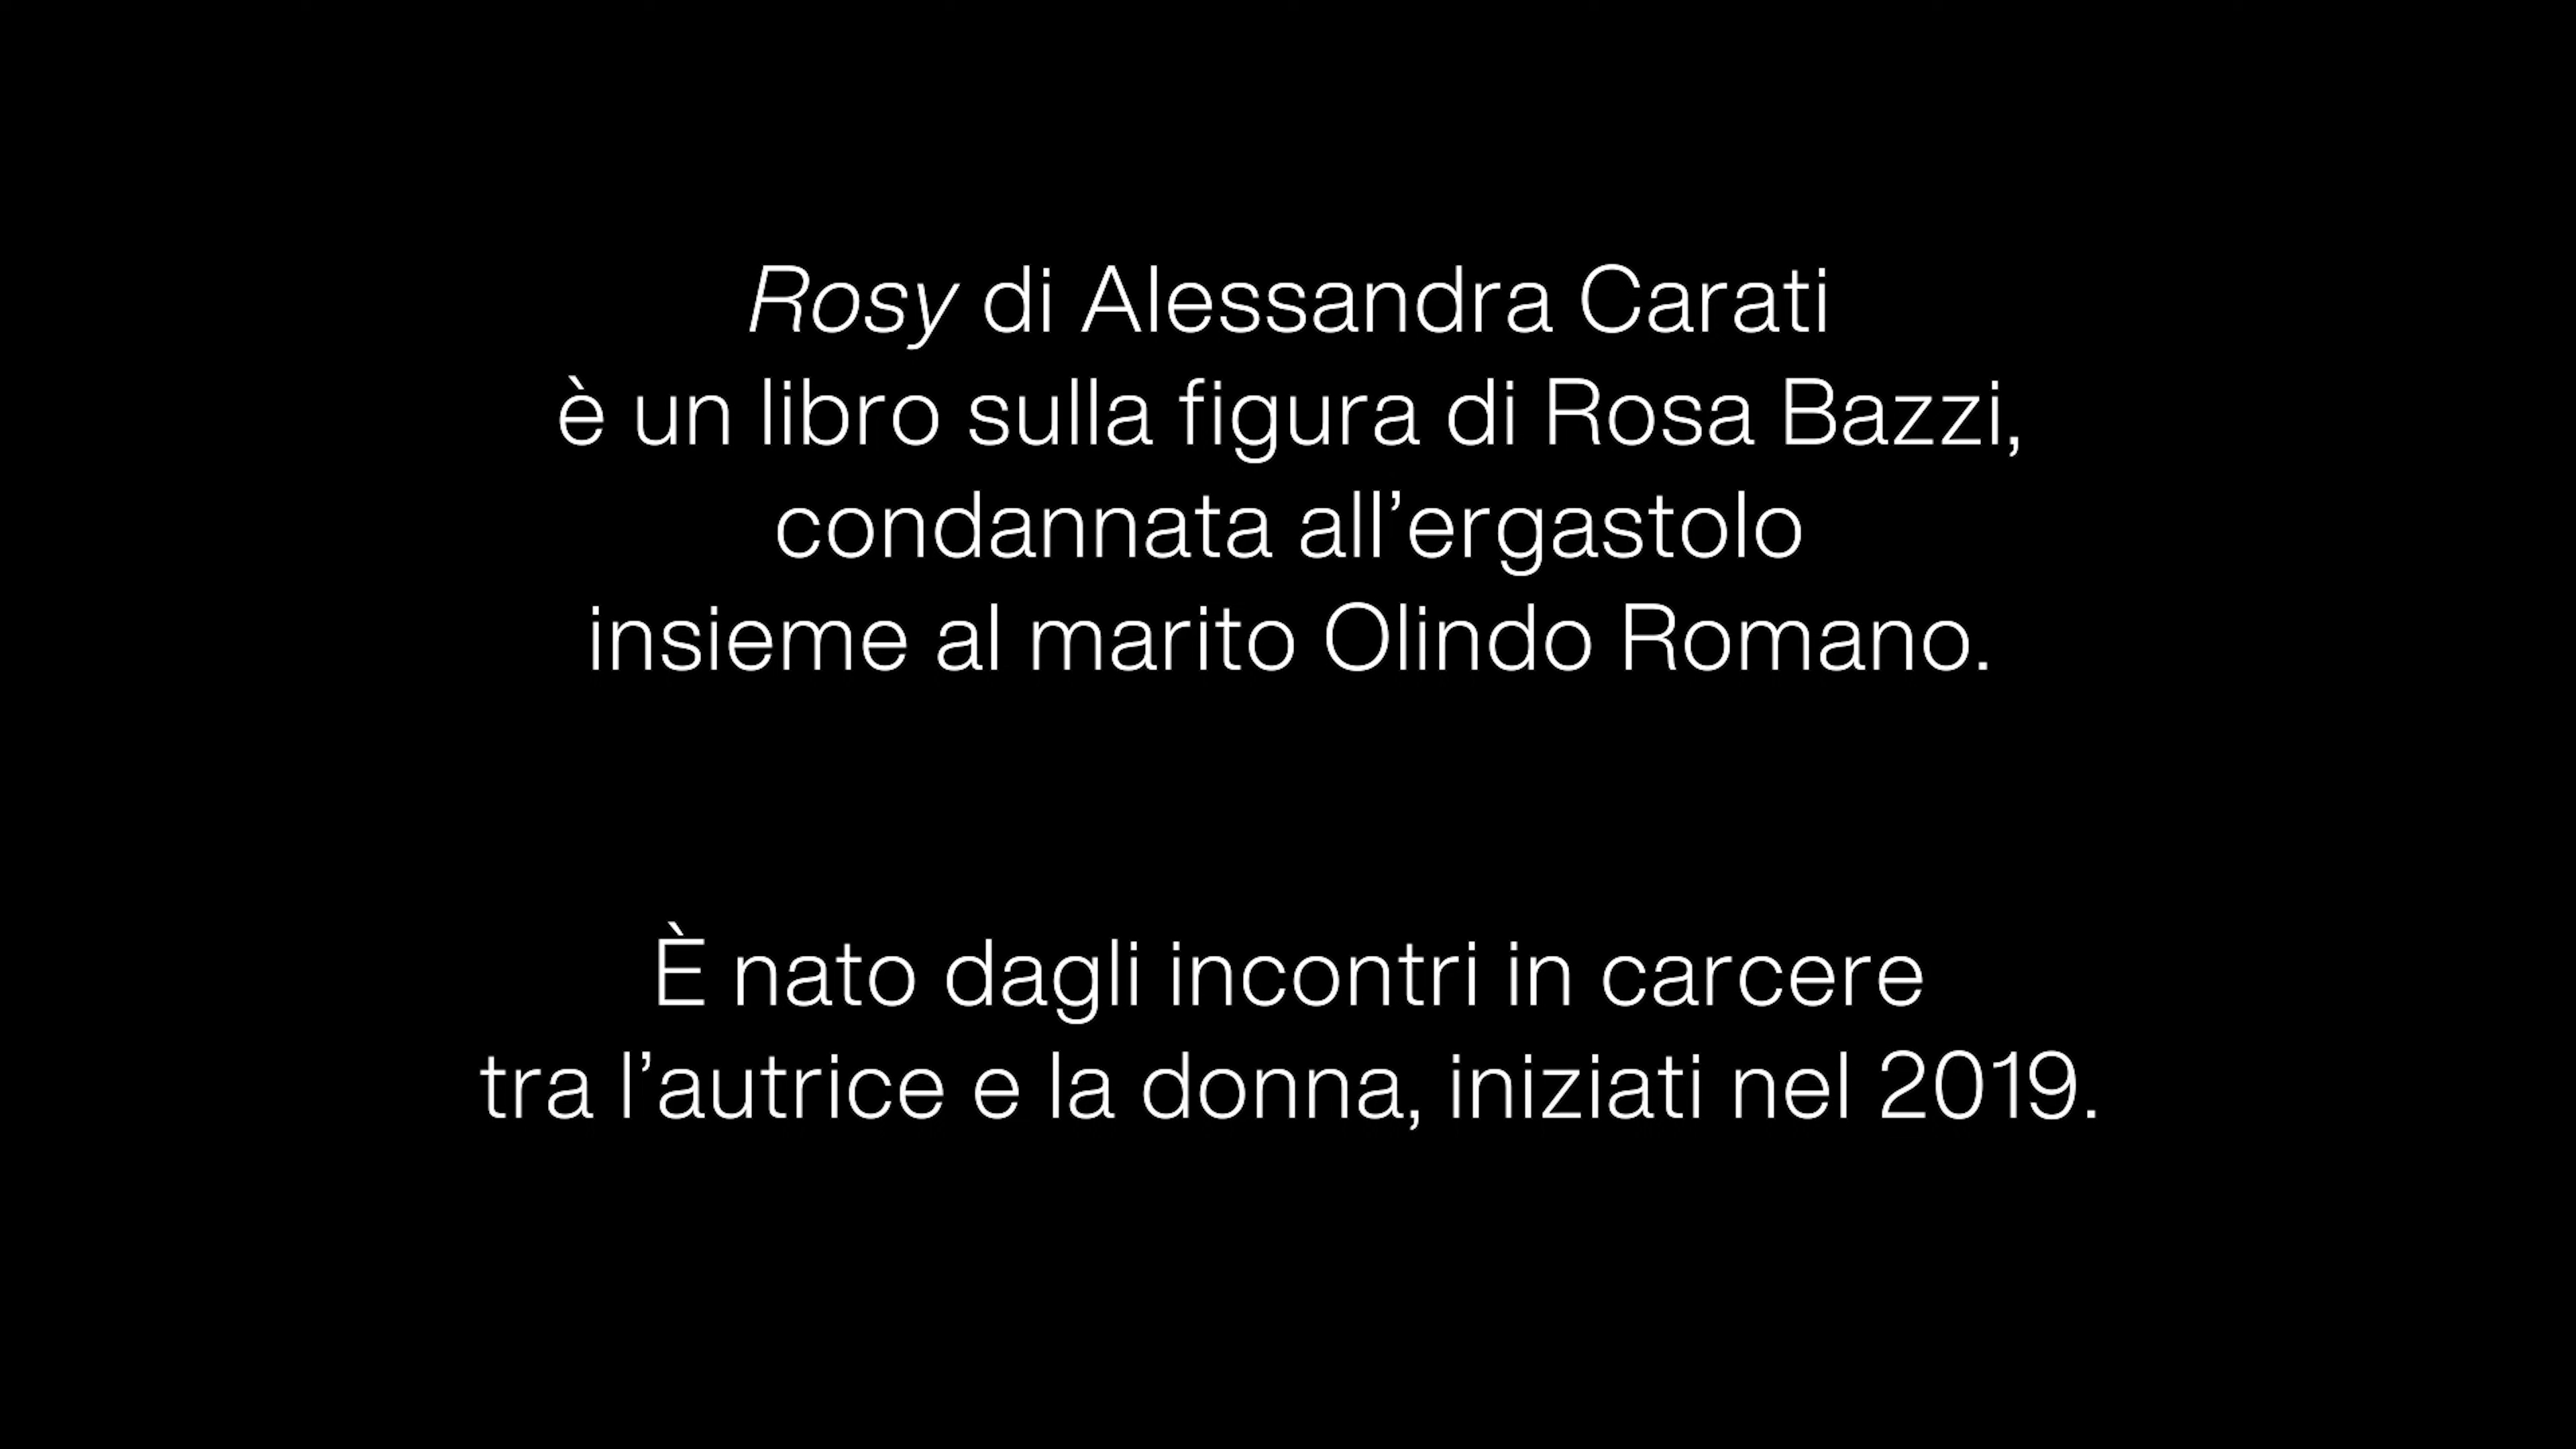 Rosy di Alessandra Carati
è un libro sulla figura di Rosa Bazzi,
condannata all’ergastolo
insieme al marito Olindo Romano.
È nato dagli incontri in carcere
tra l’autrice e la donna, iniziati nel 2019.